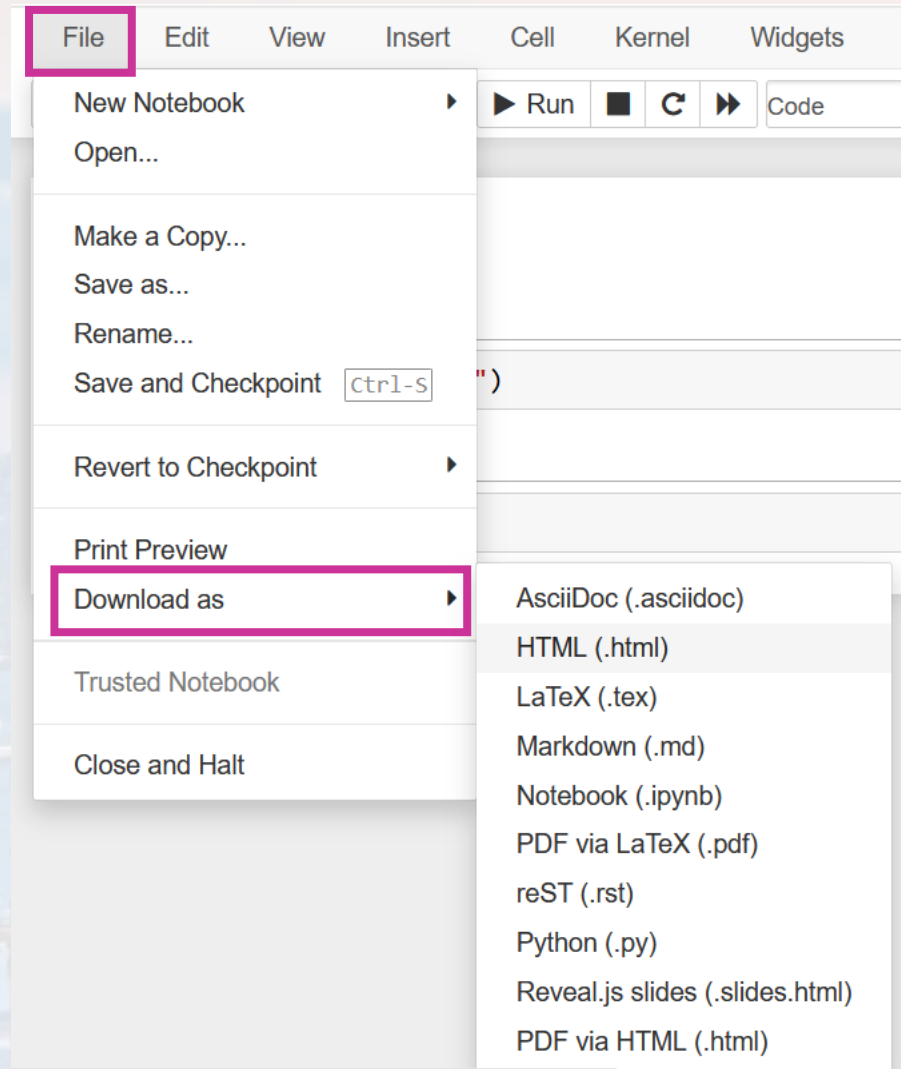 File Edit View Insert Cell Kernel Widgets
New Notebook
Run
Code
Open...
Make a Copy...
Save as...
Rename...
Save and Checkpoint Ctrl-S
")
Revert to Checkpoint
Print Preview
Download as
Trusted Notebook
Close and Halt
AsciiDoc (.asciidoc)
HTML (.html)
LaTeX (.tex)
Markdown (.md)
Notebook (.ipynb)
PDF via LaTeX (.pdf)
reST (.rst)
Python (.py)
Reveal.js slides (.slides.html)
PDF via HTML (.html)